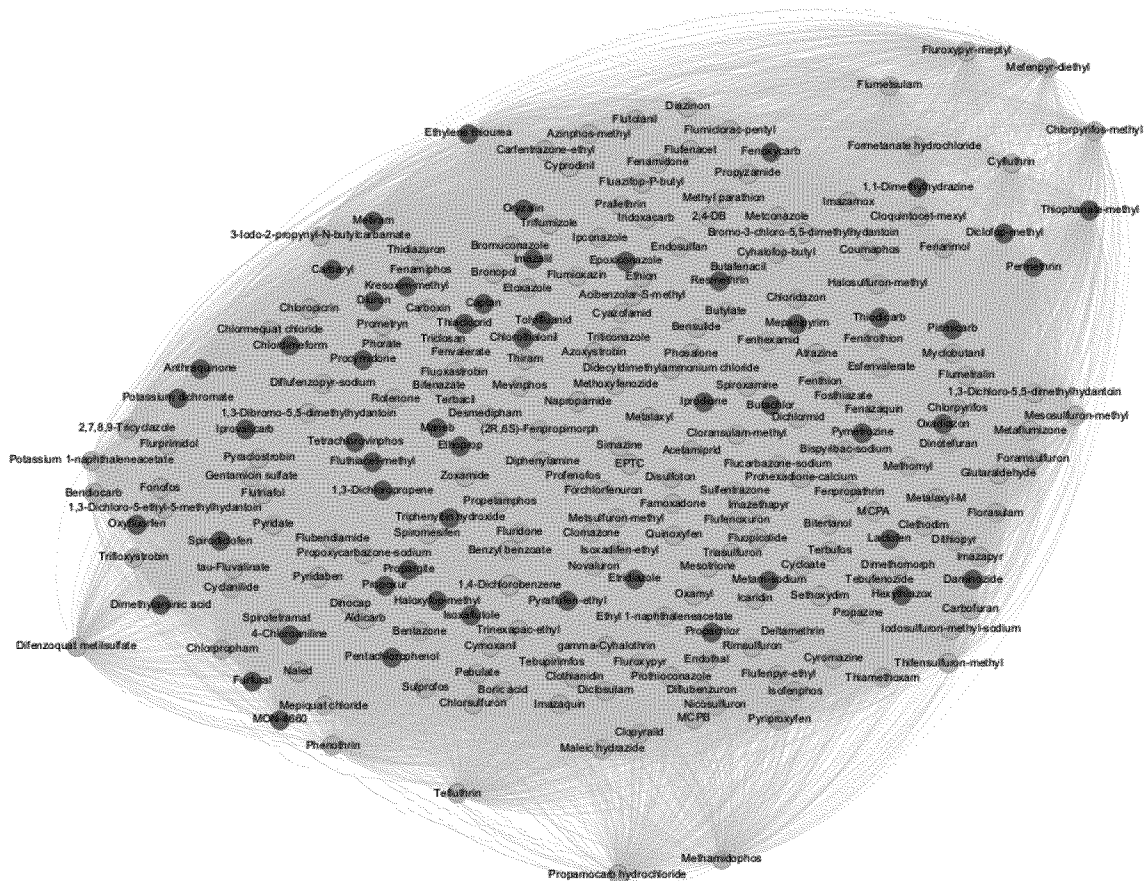 Fluroxypyr-meptyl
Mefenpyr-diethyl
Flumetsulam
Diazinon
Flutolanil
Ethylene thiourea
Azinphos-methyl
Flumiclorac-pentyl
Chlorpyrifos-methyl
Carfentrazone-ethyl
Flufenacet
Fenoxycarb
Formetanate hydrochloride
Cyprodinil
Fenamidone
Propyzamide
Cyfluthrin
Fluazifop-P-butyl
1,1-Dimethylhydrazine
Methyl parathion
Imazamox
Oryzalin
Prallethrin
Indoxacarb
2,4-DB
Metconazole
Cloquintocet-mexyl
Thiophanate-methyl
Metiram
Triflumizole
3-Iodo-2-propynyl-N-butylcarbamate
Ipconazole
Bromo-3-chloro-5,5-dimethylhydantoin
Diclofop-methyl
Thidiazuron
Bromuconazole
Endosulfan
Cyhalofop-butyl
Coumaphos
Fenarimol
Imazalil
Epoxiconazole
Butafenacil
Permethrin
Carbaryl
Fenamiphos
Bronopol
Flumioxazin
Ethion
Resmethrin
Halosulfuron-methyl
Kresoxim-methyl
Etoxazole
Acibenzolar-S-methyl
Chloridazon
Chloropicrin
Diuron
Carboxin
Captan
Cyazofamid
Butylate
Thiodicarb
Chlormequat chloride
Prometryn
Thiacloprid
Tolylfluanid
Bensulide
Mepanipyrim
Pirimicarb
Chlordimeform
Phorate
Triclosan
Chlorothalonil
Triticonazole
Fenhexamid
Fenitrothion
Procymidone
Fenvalerate
Thiram
Azoxystrobin
Phosalone
Atrazine
Myclobutanil
Anthraquinone
Fluoxastrobin
Didecyldimethylammonium chloride
Esfenvalerate
Diflufenzopyr-sodium
Bifenazate
Mevinphos
Methoxyfenozide
Spiroxamine
Fenthion
Flumetralin
Potassium dichromate
Rotenone
Terbacil
Napropamide
Iprodione
Butachlor
Fosthiazate
1,3-Dichloro-5,5-dimethylhydantoin
1,3-Dibromo-5,5-dimethylhydantoin
Desmedipham
Metalaxyl
Dichlormid
Fenazaquin
Chlorpyrifos
Mesosulfuron-methyl
2,7,8,9-Tricyclazole
Iprovalicarb
Maneb
(2R,6S)-Fenpropimorph
Cloransulam-methyl
Pymetrozine
Oxadiazon
Metaflumizone
Flurprimidol
Pyraclostrobin
Tetrachlorvinphos
Ethoprop
Simazine
Acetamiprid
Bispyribac-sodium
Dinotefuran
Potassium 1-naphthaleneacetate
Fluthiacet-methyl
Diphenylamine
EPTC
Flucarbazone-sodium
Methomyl
Foramsulfuron
Gentamicin sulfate
Zoxamide
Profenofos
Disulfoton
Prohexadione-calcium
Glutaraldehyde
Bendiocarb
Fonofos
Flutriafol
1,3-Dichloropropene
Forchlorfenuron
Sulfentrazone
Fenpropathrin
Metalaxyl-M
1,3-Dichloro-5-ethyl-5-methylhydantoin
Propetamphos
Famoxadone
Imazethapyr
MCPA
Florasulam
Oxyfluorfen
Pyridate
Triphenyltin hydroxide
Metsulfuron-methyl
Flufenoxuron
Bitertanol
Clethodim
Spirodiclofen
Flubendiamide
Spiromesifen
Fluridone
Clomazone
Quinoxyfen
Fluopicolide
Lactofen
Dithiopyr
Trifloxystrobin
Propoxycarbazone-sodium
Benzyl benzoate
Isoxadifen-ethyl
Triasulfuron
Terbufos
Imazapyr
tau-Fluvalinate
Propargite
Novaluron
Mesotrione
Cycloate
Dimethomorph
Cyclanilide
Pyridaben
Propoxur
1,4-Dichlorobenzene
Etridiazole
Metam-sodium
Tebufenozide
Daminozide
Dimethylarsinic acid
Dinocap
Haloxyfop-methyl
Pyraflufen-ethyl
Oxamyl
Icaridin
Sethoxydim
Hexythiazox
Carbofuran
Spirotetramat
Aldicarb
Isoxaflutole
Ethyl 1-naphthaleneacetate
Propazine
4-Chloroaniline
Bentazone
Trinexapac-ethyl
Propachlor
Deltamethrin
Iodosulfuron-methyl-sodium
Difenzoquat metilsulfate
Chlorpropham
Cymoxanil
gamma-Cyhalothrin
Rimsulfuron
Pentachlorophenol
Tebupirimfos
Fluroxypyr
Endothal
Cyromazine
Thifensulfuron-methyl
Furfural
Naled
Pebulate
Clothianidin
Prothioconazole
Flufenpyr-ethyl
Thiamethoxam
Sulprofos
Boric acid
Diclosulam
Diflubenzuron
Isofenphos
Mepiquat chloride
Chlorsulfuron
Imazaquin
Nicosulfuron
MON-4660
MCPB
Pyriproxyfen
Clopyralid
Phenothrin
Maleic hydrazide
Tefluthrin
Methamidophos
Propamocarb hydrochloride